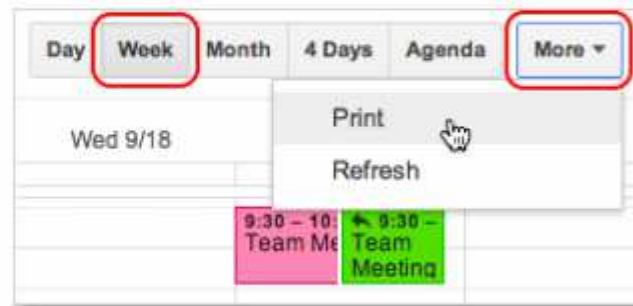 Day Week Month 4 Days Agenda More
Print
Wed 9/18
Refresh
9:30 – 10:
Team Me
9:30 –
Team
Meeting